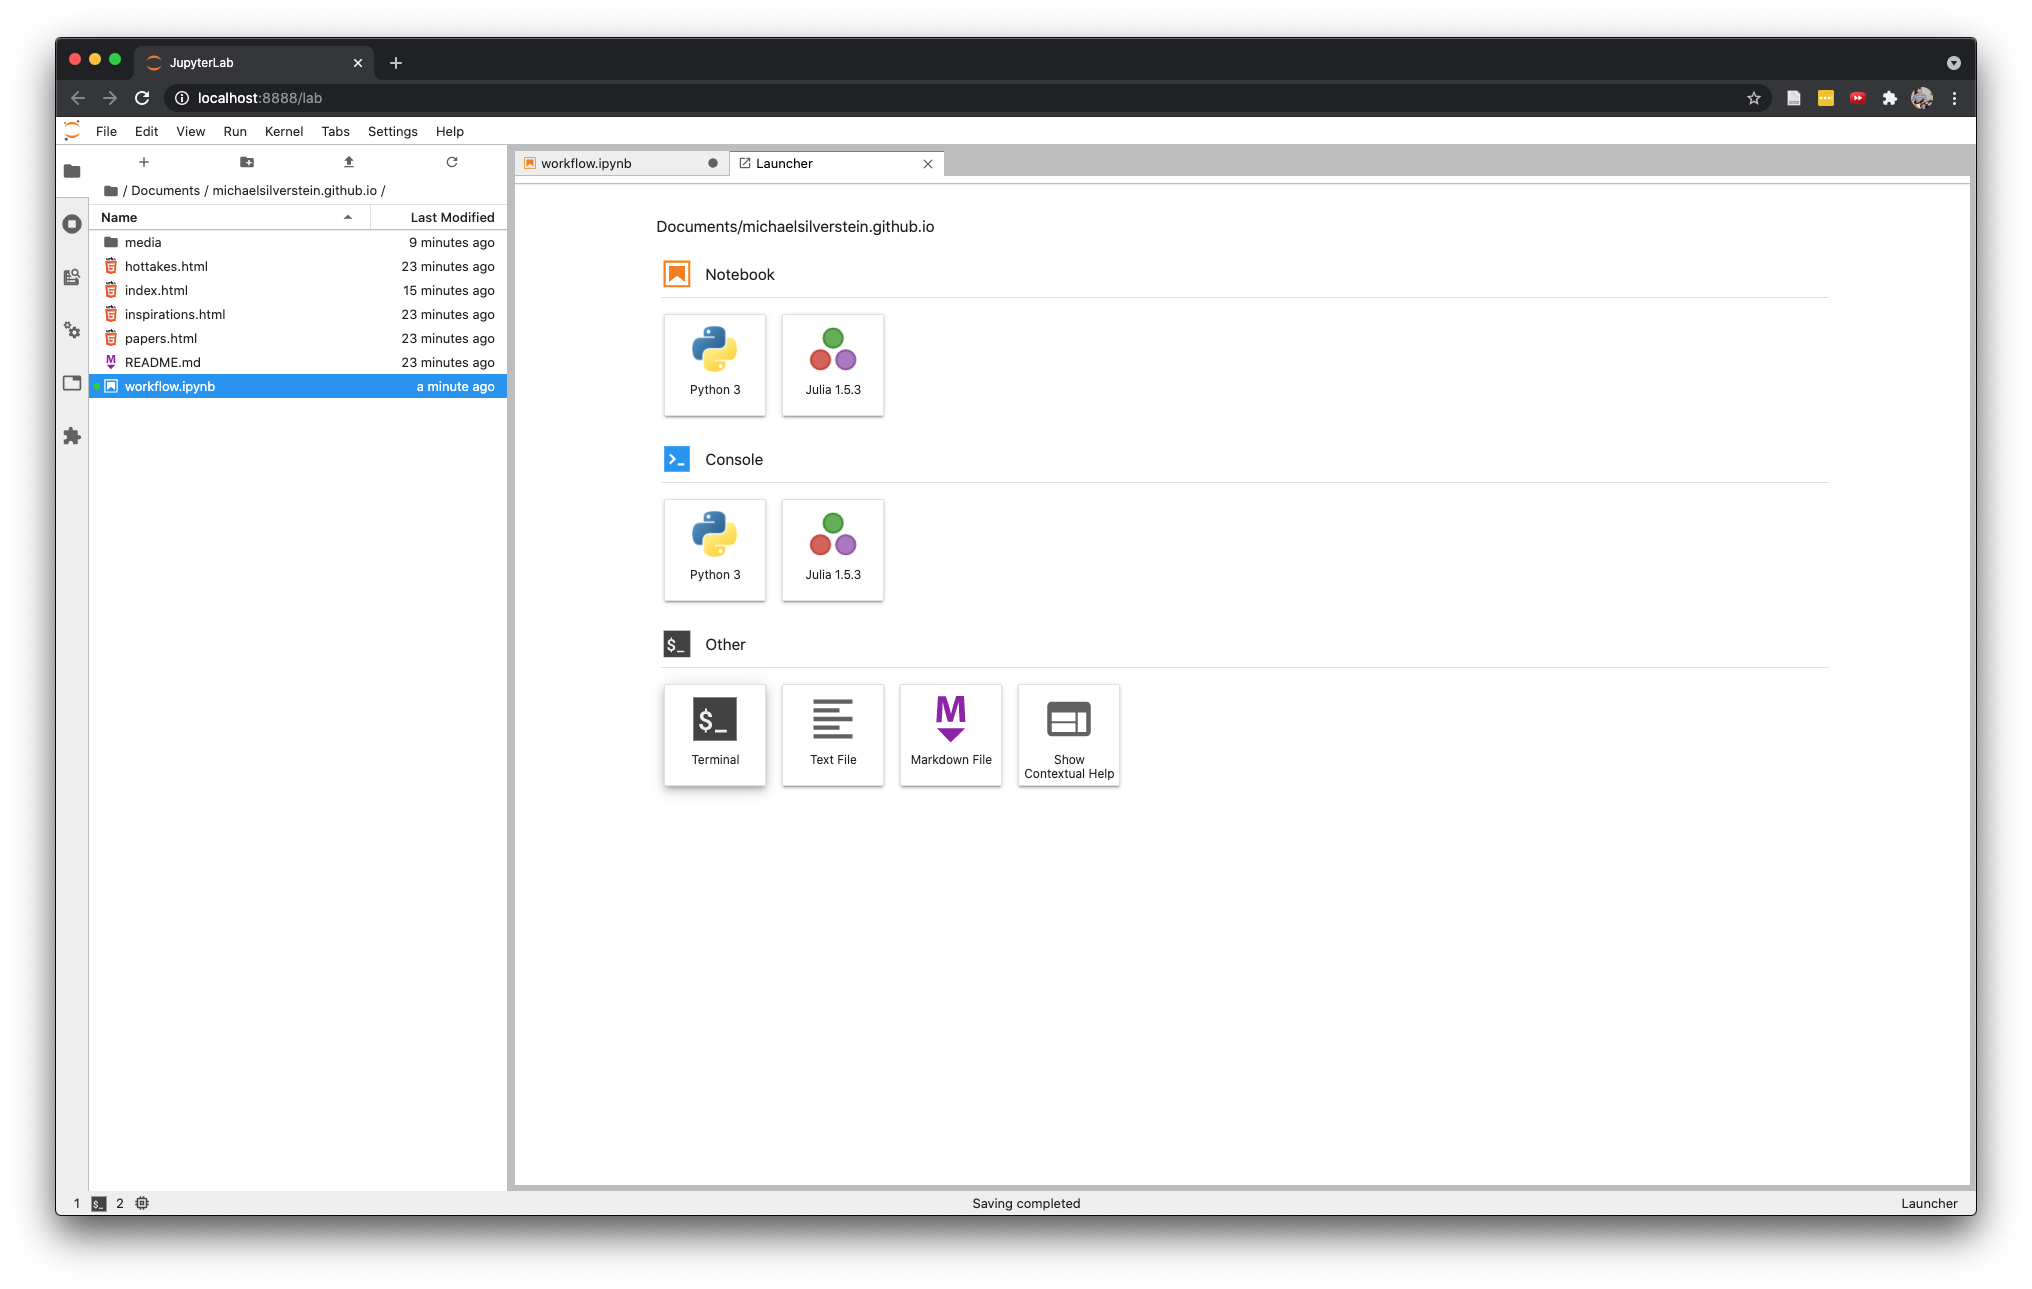 JupyterLab
localhost:8888/lab
File Edit View Run Kernel Tabs Settings Help
/ Documents / michaelsilverstein.github.io /
Name Last Modified
media 9 minutes ago
hottakes.html 23 minutes ago
index.html 15 minutes ago
inspirations.html 23 minutes ago
papers.html 23 minutes ago
README.md 23 minutes ago
workflow.ipynb a minute ago
workflow.ipynb Launcher
Documents/michaelsilverstein.github.io
Notebook
Python 3 Julia 1.5.3
Console
Python 3 Julia 1.5.3
$_ Other
$_ M
Terminal Text File Markdown File Show
Contextual Help
1 $_ 2 Saving completed Launcher